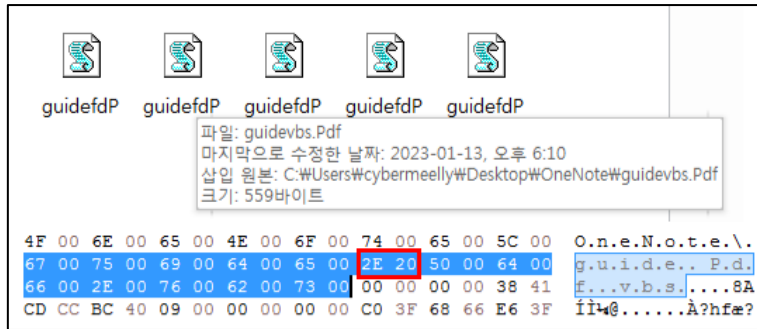 guidefdP guidefdP guidefdP guidefdP guidefdP
파일: guidevbs.Pdf
마지막으로 수정한 날짜: 2023-01-13, 오후 6:10
삽입 원본: C:₩Users₩cybermeelly₩Desktop₩OneNote₩guidevbs.Pdf
크기: 559바이트
4F 00 6E 00 65 00 4E 00 6F 00 74 00 65 00 5C 00 O.n.e.N.o.t.e.\.
67 00 75 00 69 00 64 00 65 00 2E 20 50 00 64 00 g.u.i.d.e.. P.d.
66 00 2E 00 76 00 62 00 73 00 00 00 00 00 38 41 f...v.b.s.....8A
CD CC BC 40 09 00 00 00 00 00 C0 3F 68 66 E6 3F ÍÌ¼@......À?hfæ?